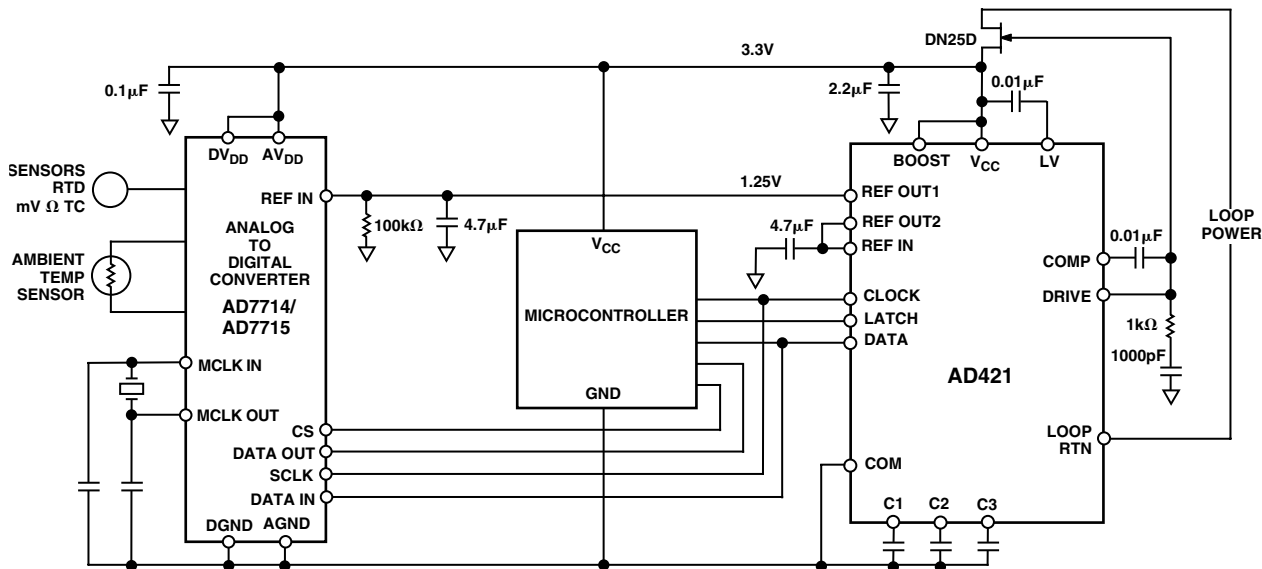 DN25D
3.3V
0.1µF
2.2µF
0.01µF
DVDD
AVDD
BOOST
VCC
LV
SENSORS
RTD
mV Ω TC
REF IN
1.25V
REF OUT1
100kΩ
4.7µF
4.7µF
REF OUT2
REF IN
LOOP
POWER
ANALOG
TO
DIGITAL
CONVERTER
AD7714/
AD7715
VCC
0.01µF
COMP
AMBIENT
TEMP
SENSOR
CLOCK
DRIVE
MICROCONTROLLER
LATCH
DATA
1kΩ
1000pF
MCLK IN
AD421
GND
MCLK OUT
CS
DATA OUT
SCLK
DATA IN
LOOP
RTN
COM
DGND
AGND
C1
C2
C3